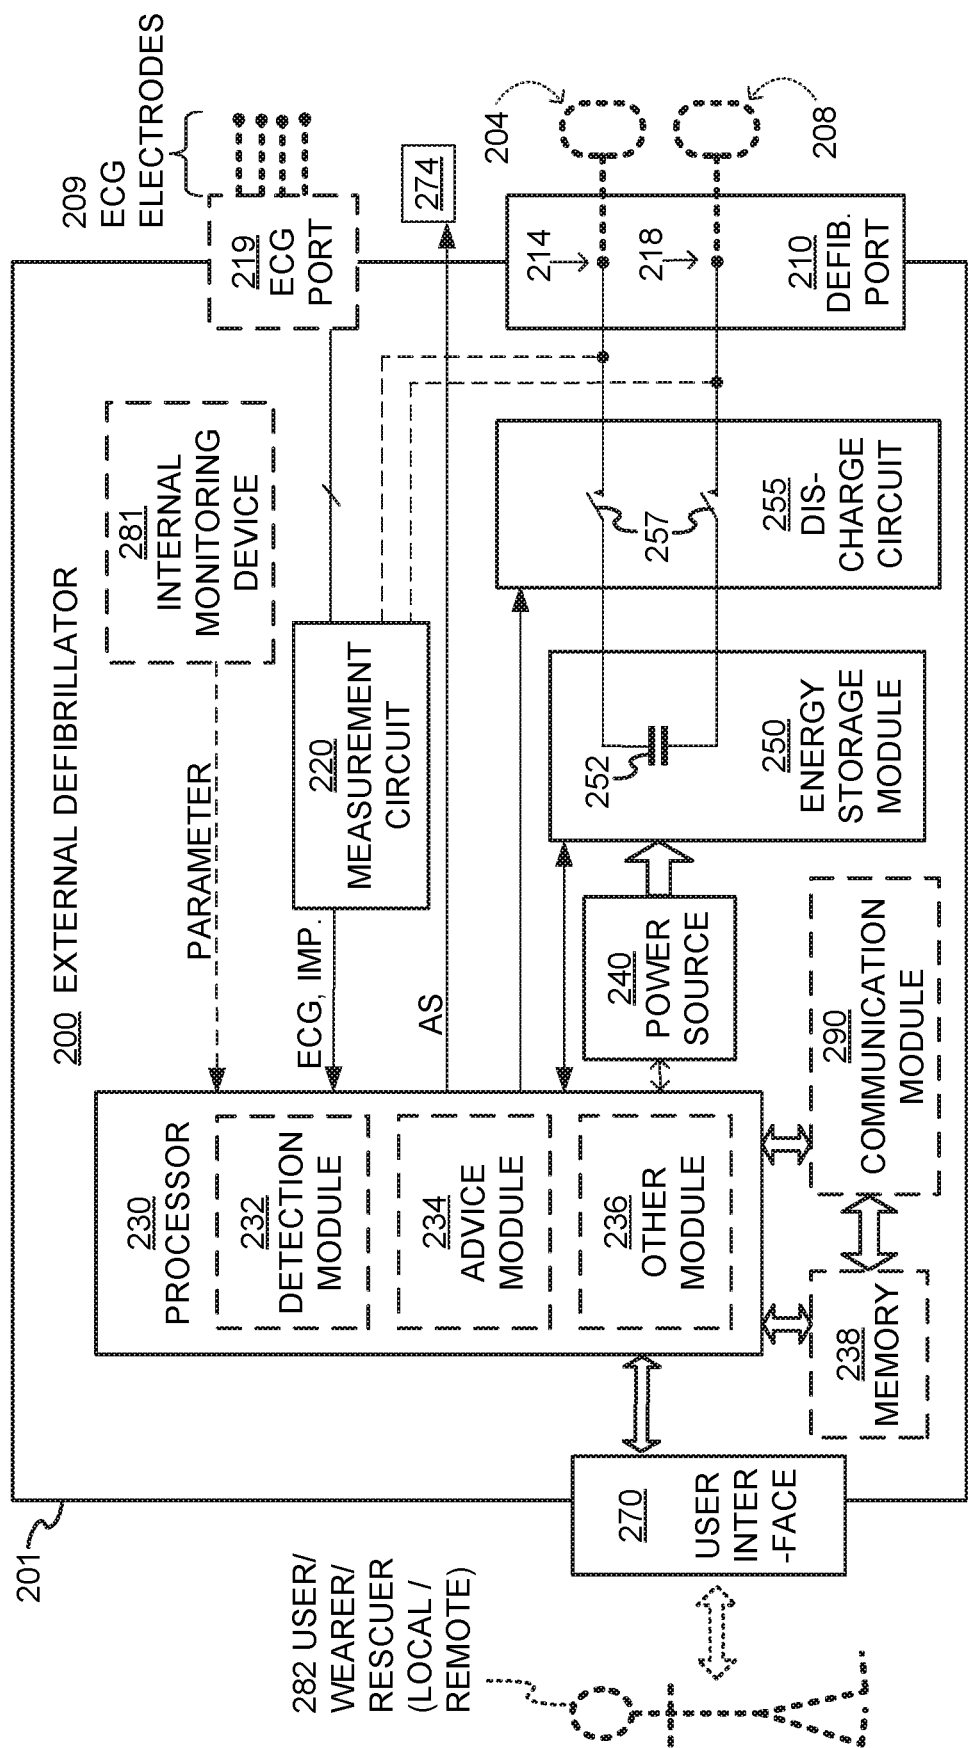 200 EXTERNAL DEFIBRILLATOR
201
282 USER/
WEARER/
RESCUER
(LOCAL /
REMOTE)
270
USER
INTER
-FACE
230
PROCESSOR
232
DETECTION
MODULE
234
ADVICE
MODULE
236
OTHER
MODULE
238
MEMORY
290
COMMUNICATION
MODULE
PARAMETER
ECG, IMP.
AS
281
INTERNAL
MONITORING
DEVICE
220
MEASUREMENT
CIRCUIT
240
POWER
SOURCE
252
250
ENERGY
STORAGE
MODULE
257
255
DIS-
CHARGE
CIRCUIT
209
ECG
ELECTRODES
219
ECG
PORT
274
214
218
210
DEFIB.
PORT
204
208